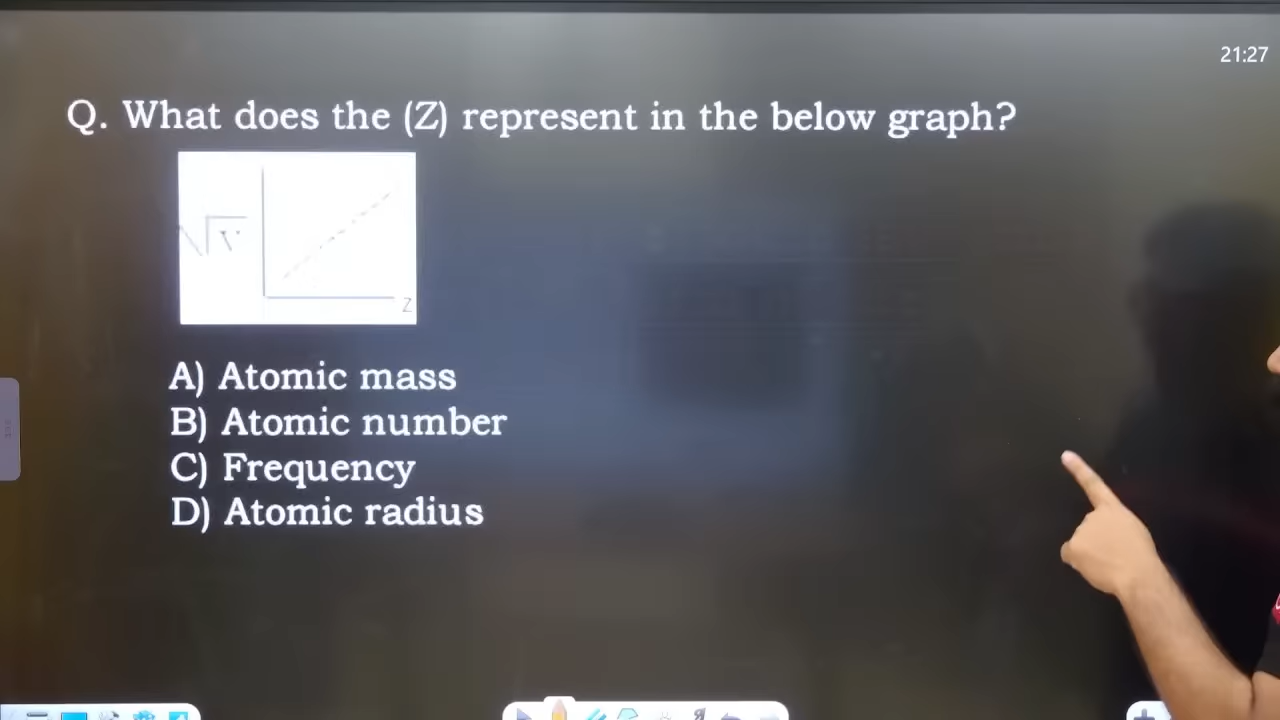 21:27
Q. What does the (Z) represent in the below graph?
Z
A) Atomic mass
B) Atomic number
C) Frequency
D) Atomic radius